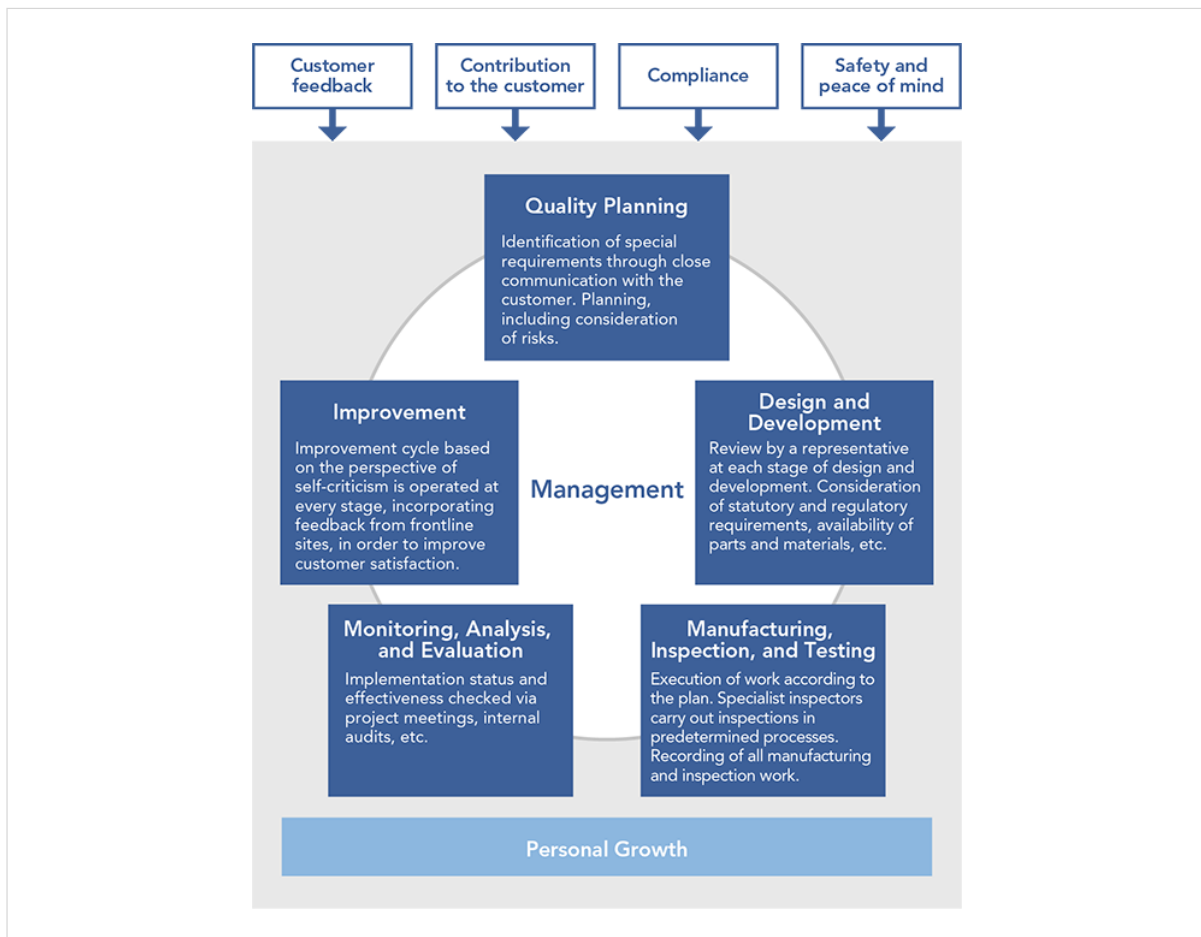 Customer
feedback
Contribution
to the customer
Compliance
Safety and
peace of mind
Quality Planning
Identification of special
requirements through close
communication with the
customer. Planning,
including consideration
of risks.
Improvement
Improvement cycle based
on the perspective of
self-criticism is operated at
every stage, incorporating
feedback from frontline
sites, in order to improve
customer satisfaction.
Management
Design and
Development
Review by a representative
at each stage of design and
development. Consideration
of statutory and regulatory
requirements, availability of
parts and materials, etc.
Monitoring, Analysis,
and Evaluation
Implementation status and
effectiveness checked via
project meetings, internal
audits, etc.
Manufacturing,
Inspection, and Testing
Execution of work according to
the plan. Specialist inspectors
carry out inspections in
predetermined processes.
Recording of all manufacturing
and inspection work.
Personal Growth